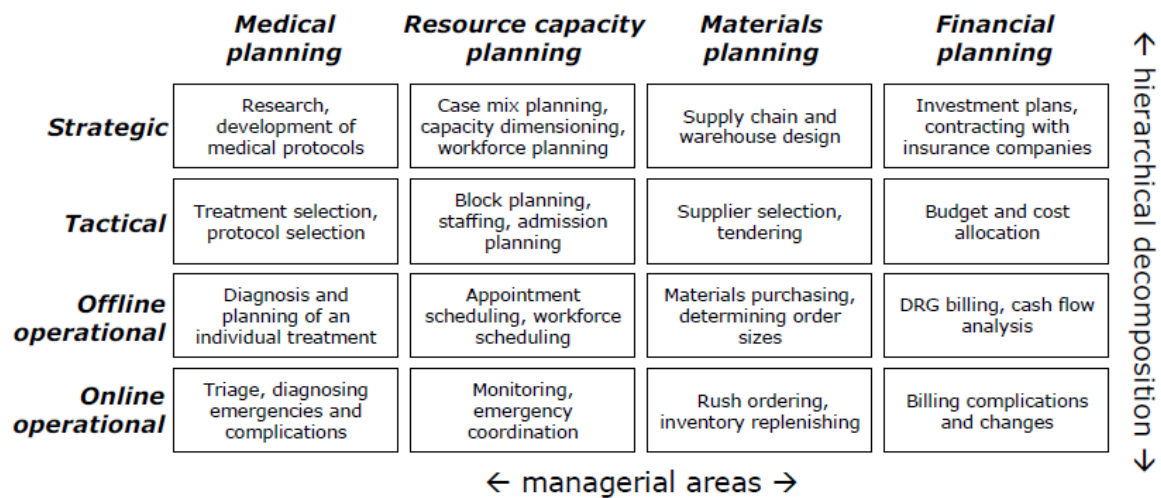 Medical planning
Resource capacity planning
Materials planning
Financial planning
Strategic
Research,
development of
medical protocols
Case mix planning,
capacity dimensioning,
workforce planning
Supply chain and
warehouse design
Investment plans,
contracting with
insurance companies
Tactical
Treatment selection,
protocol selection
Block planning,
staffing, admission
planning
Supplier selection,
tendering
Budget and cost
allocation
Offline
operational
Diagnosis and
planning of an
individual treatment
Appointment
scheduling, workforce
scheduling
Materials purchasing,
determining order
sizes
DRG billing, cash flow
analysis
Online
operational
Triage, diagnosing
emergencies and
complications
Monitoring,
emergency
coordination
Rush ordering,
inventory replenishing
Billing complications
and changes
← managerial areas →
← hierarchical decomposition →